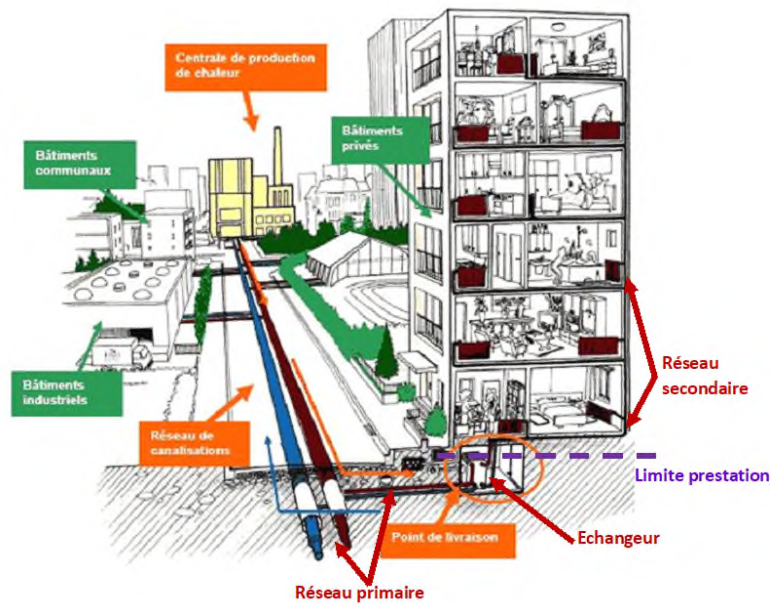 Centrale de production
de chaleur
Bâtiments
communaux
Bâtiments
privés
Bâtiments
industriels
Réseau de
canalisations
Réseau
secondaire
Limite prestation
Point de livraison
Echangeur
Réseau primaire